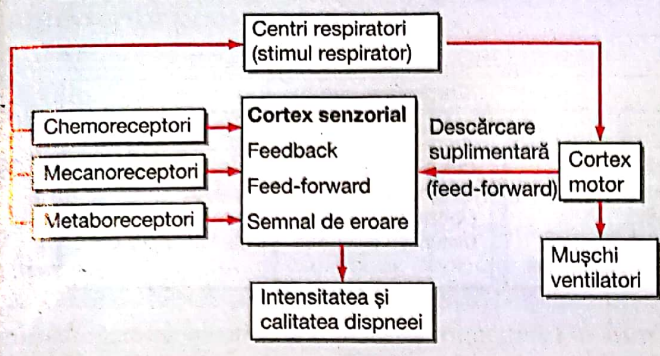 Centri respiratori
(stimul respirator)
Chemoreceptori
Mecanoreceptori
Metaboreceptori
Cortex senzorial
Feedback
Feed-forward
Semnal de eroare
Descărcare
suplimentară
(feed-forward)
Cortex
motor
Mușchi
ventilatori
Intensitatea și
calitatea dispneei